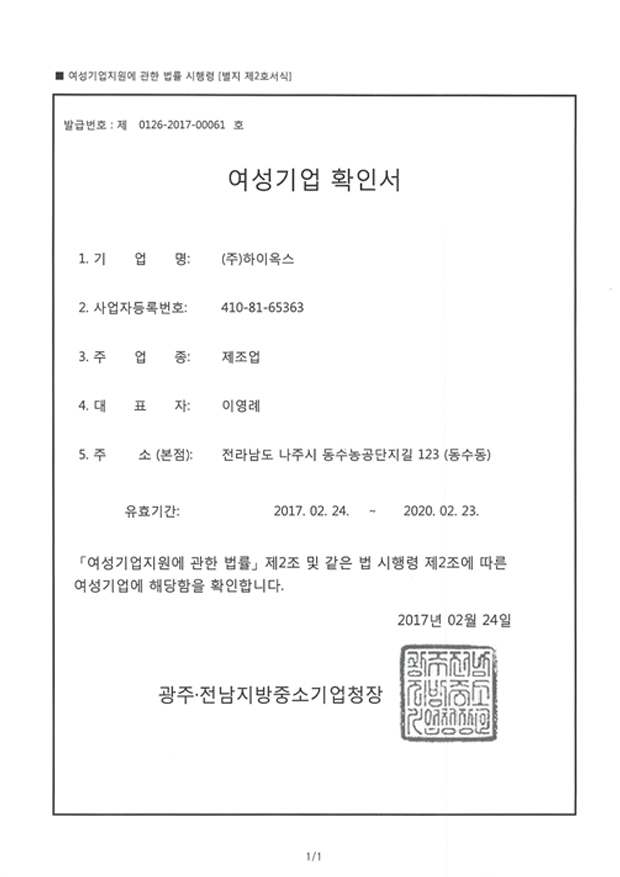 ■ 여성기업지원에 관한 법률 시행령 [별지 제2호서식]
발급번호 : 제 0126-2017-00061 호
여성기업 확인서
1. 기 업 명: (주)하이옥스
2. 사업자등록번호: 410-81-65363
3. 주 업 종: 제조업
4. 대 표 자: 이영례
5. 주 소 (본점): 전라남도 나주시 동수농공단지길 123 (동수동)
유효기간: 2017. 02. 24. ~ 2020. 02. 23.
「여성기업지원에 관한 법률」 제2조 및 같은 법 시행령 제2조에 따른
여성기업에 해당함을 확인합니다.
2017년 02월 24일
광주·전남지방중소기업청장
1/1